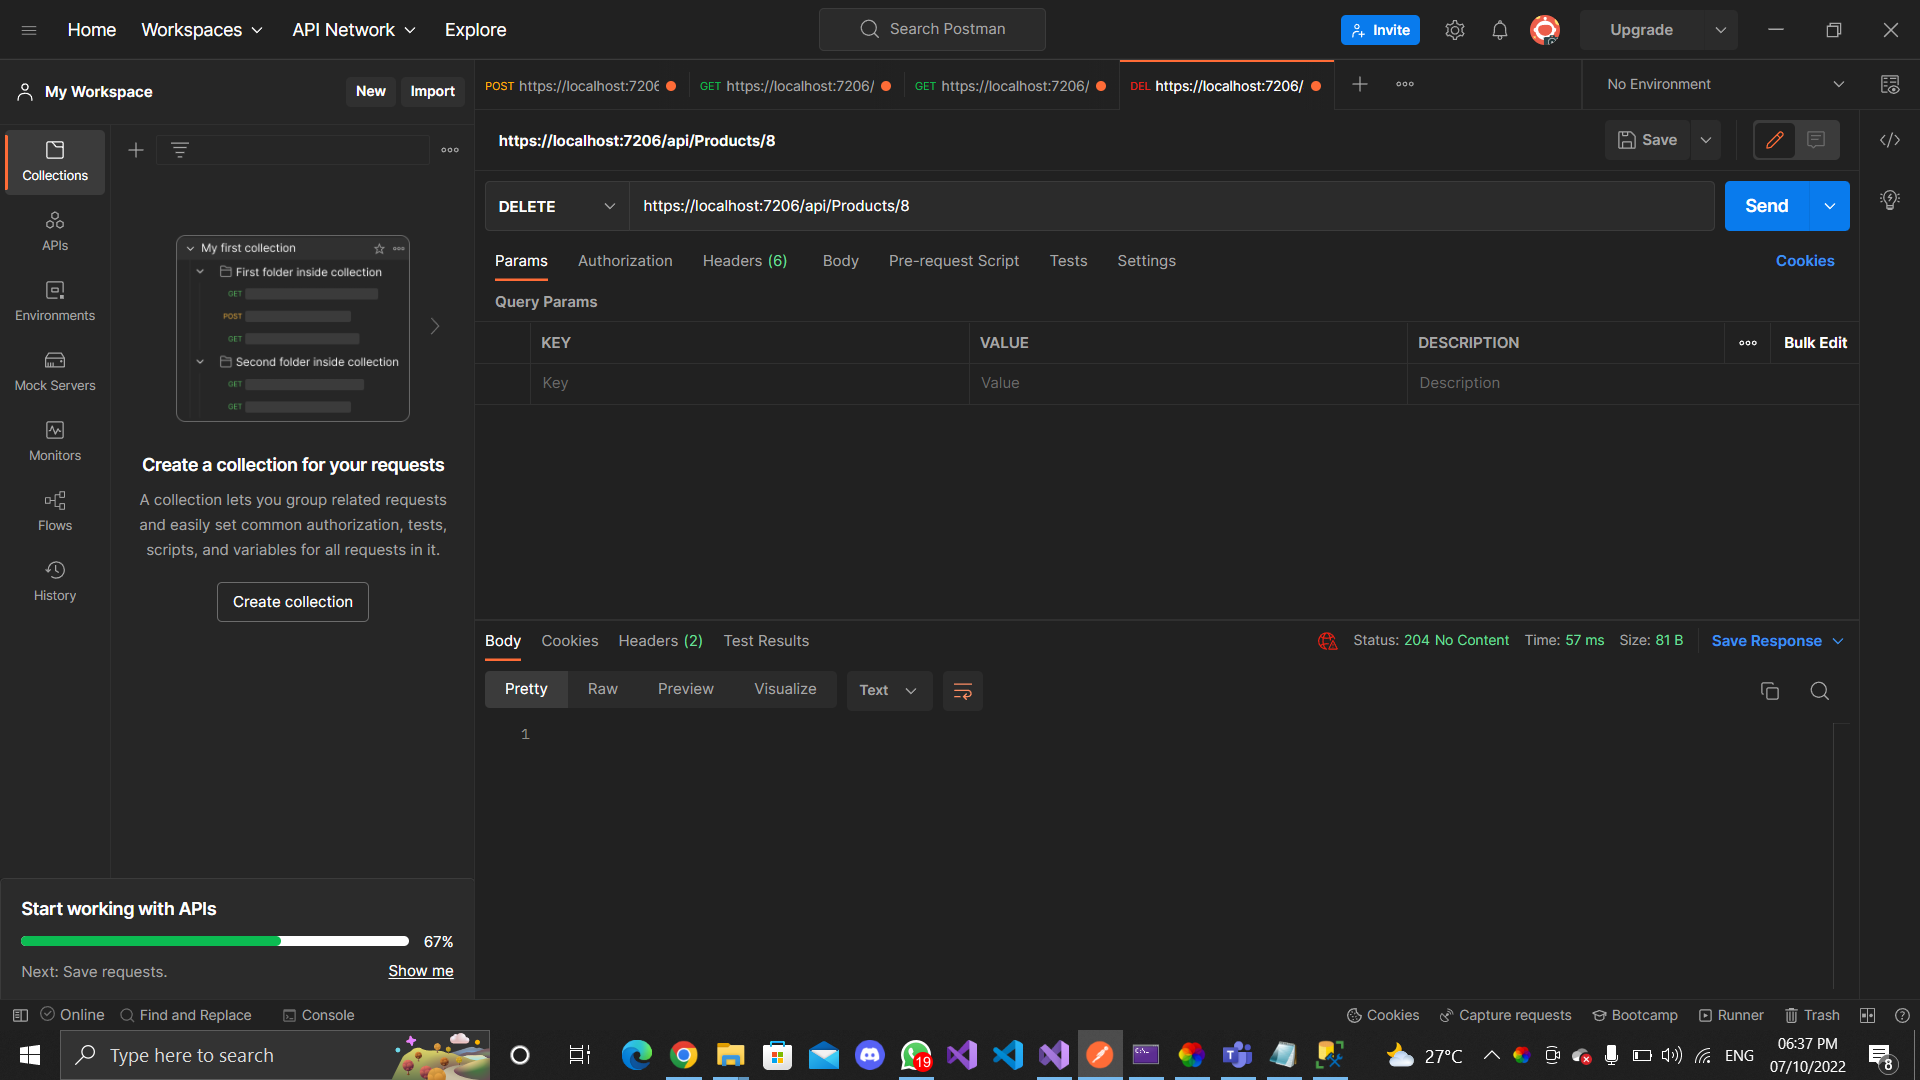 Home Workspaces API Network Explore Search Postman Invite Upgrade
My Workspace New Import
POST https://localhost:7206 GET https://localhost:7206/ GET https://localhost:7206/ DEL https://localhost:7206/ No Environment
https://localhost:7206/api/Products/8 Save
DELETE https://localhost:7206/api/Products/8 Send
Params Authorization Headers (6) Body Pre-request Script Tests Settings Cookies
Query Params
KEY VALUE DESCRIPTION Bulk Edit
Key Value Description
Collections
APIs
Environments
Mock Servers
Monitors
Flows
History
My first collection
First folder inside collection
GET
POST
GET
Second folder inside collection
GET
GET
Create a collection for your requests
A collection lets you group related requests
and easily set common authorization, tests,
scripts, and variables for all requests in it.
Create collection
Body Cookies Headers (2) Test Results Status: 204 No Content Time: 57 ms Size: 81 B Save Response
Pretty Raw Preview Visualize Text
1
Start working with APIs
67%
Next: Save requests. Show me
Online Find and Replace Console Cookies Capture requests Bootcamp Runner Trash
Type here to search 19 27°C ENG 06:37 PM
07/10/2022 8